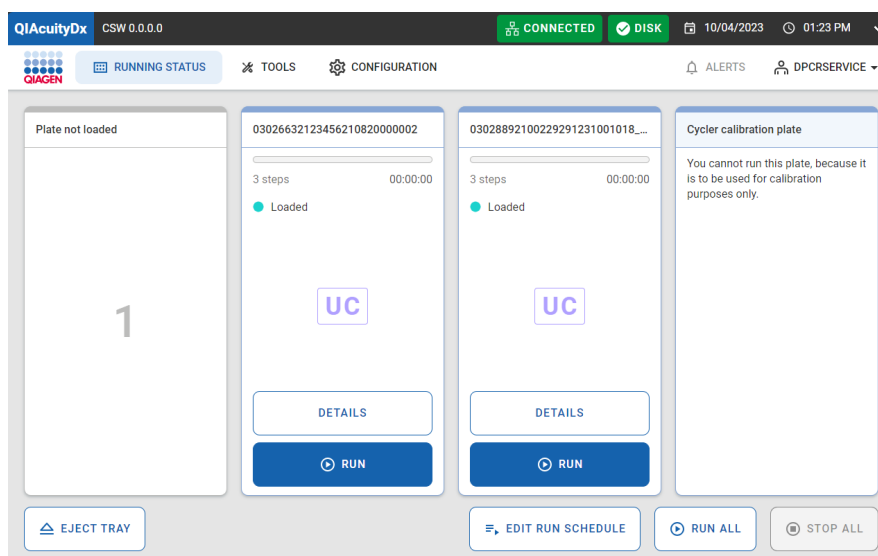 QIAcuityDx CSW 0.0.0.0 CONNECTED DISK 10/04/2023 01:23 PM
QIAGEN RUNNING STATUS TOOLS CONFIGURATION ALERTS DPCRSERVICE
Plate not loaded
1
03026632123456210820000002
3 steps 00:00:00
Loaded
UC
DETAILS
RUN
03028892100229291231001018_...
3 steps 00:00:00
Loaded
UC
DETAILS
RUN
Cycler calibration plate
You cannot run this plate, because it
is to be used for calibration
purposes only.
EJECT TRAY EDIT RUN SCHEDULE RUN ALL STOP ALL